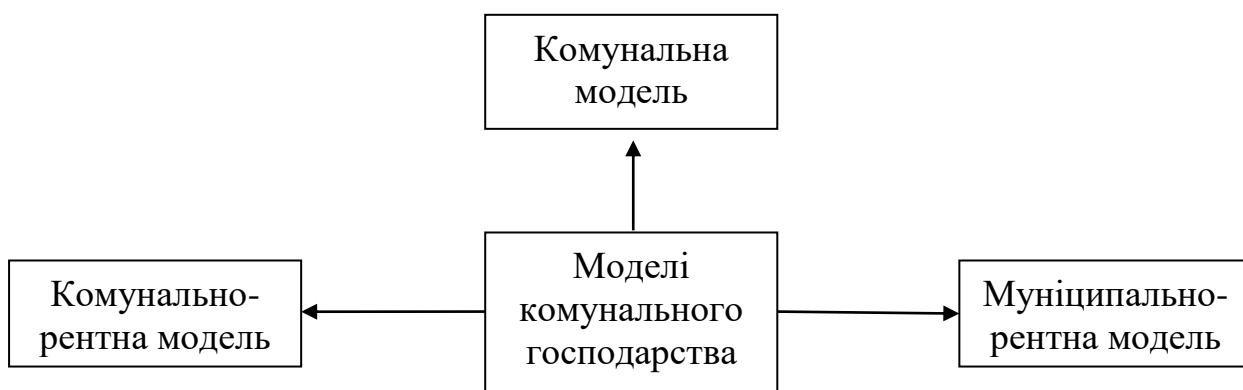 Комунальна
модель
Комунально-
рентна модель
Моделі
комунального
господарства
Муніципально-
рентна модель